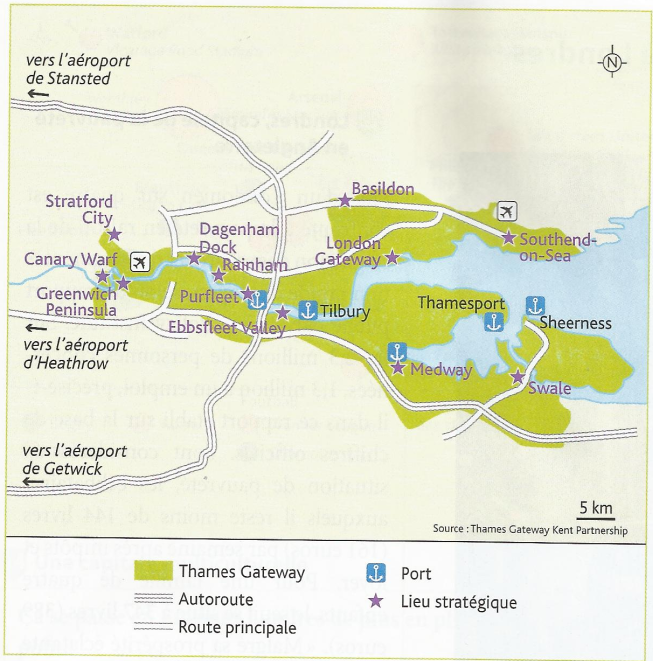 vers l'aéroport
de Stansted
N
Basildon
Stratford
City
Dagenham
Dock
London
Gateway
Southend-
on-Sea
Canary Warf
Rainham
Greenwich
Peninsula
Purfleet
Tilbury
Thamesport
Sheerness
Ebbsfleet Valley
vers l'aéroport
d'Heathrow
Medway
Swale
vers l'aéroport
de Getwick
5 km
Source : Thames Gateway Kent Partnership
Thames Gateway
Port
Autoroute
Lieu stratégique
Route principale